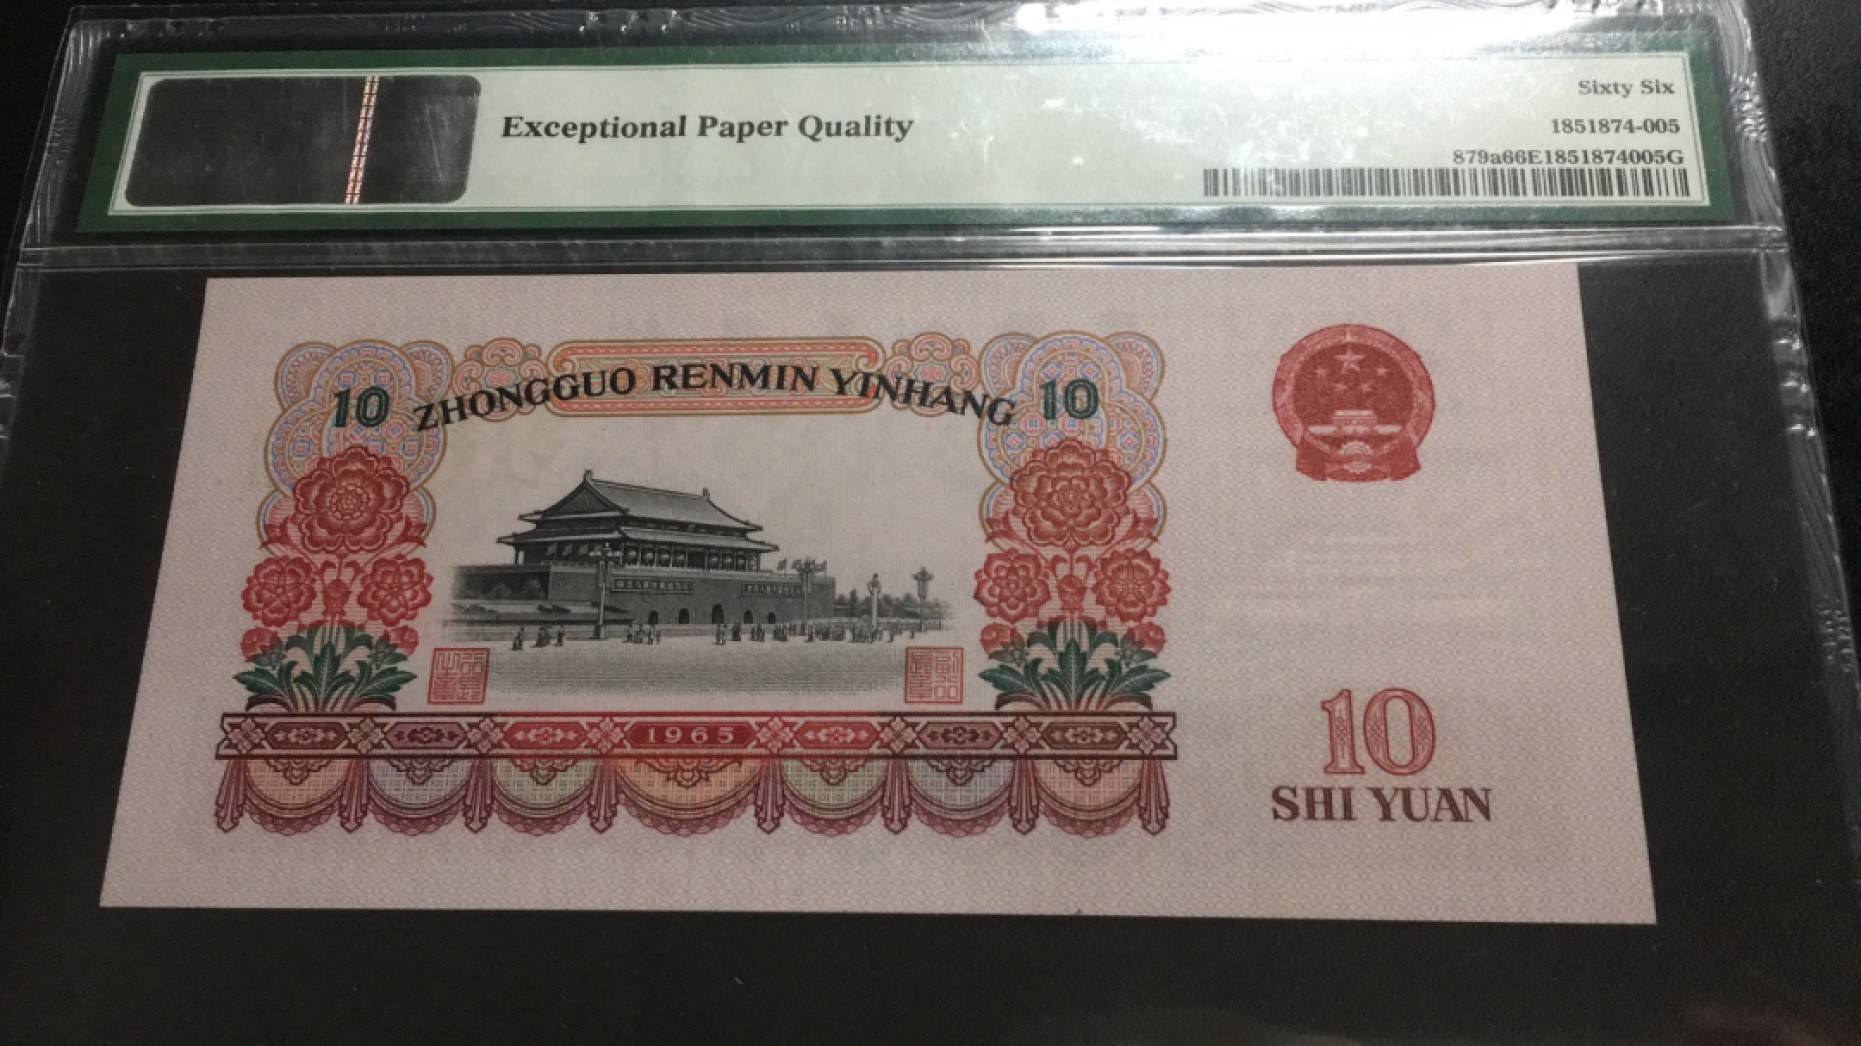 Exceptional Paper Quality
Sixty Six
1851874-005
879a66E1851874005G
10 ZHONGGUO RENMIN YINHANG 10
1965
10
SHI YUAN